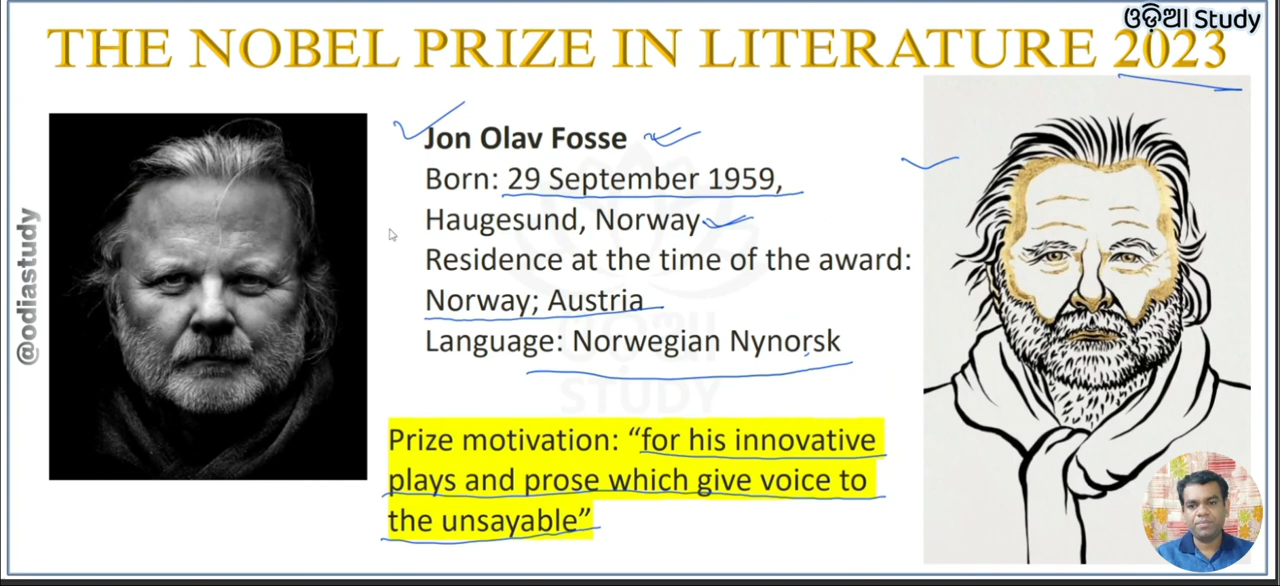 ଓଡ଼ିଆ Study
THE NOBEL PRIZE IN LITERATURE 2023
@odiastudy
Jon Olav Fosse
Born: 29 September 1959,
Haugesund, Norway
Residence at the time of the award:
Norway; Austria
Language: Norwegian Nynorsk
ଓଡ଼ିଆ
STUDY
Prize motivation: “for his innovative
plays and prose which give voice to
the unsayable”